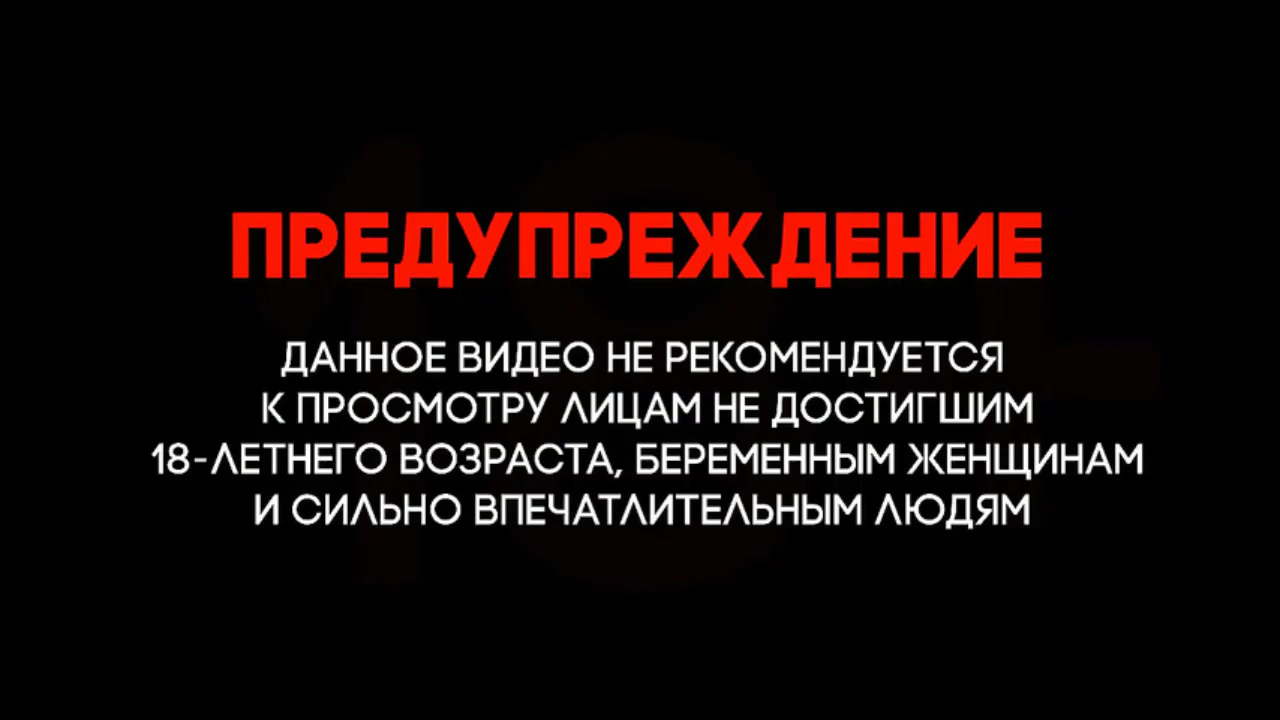 ПРЕДУПРЕЖДЕНИЕ
ДАННОЕ ВИДЕО НЕ РЕКОМЕНДУЕТСЯ
К ПРОСМОТРУ ЛИЦАМ НЕ ДОСТИГШИМ
18-ЛЕТНЕГО ВОЗРАСТА, БЕРЕМЕННЫМ ЖЕНЩИНАМ
И СИЛЬНО ВПЕЧАТЛИТЕЛЬНЫМ ЛЮДЯМ